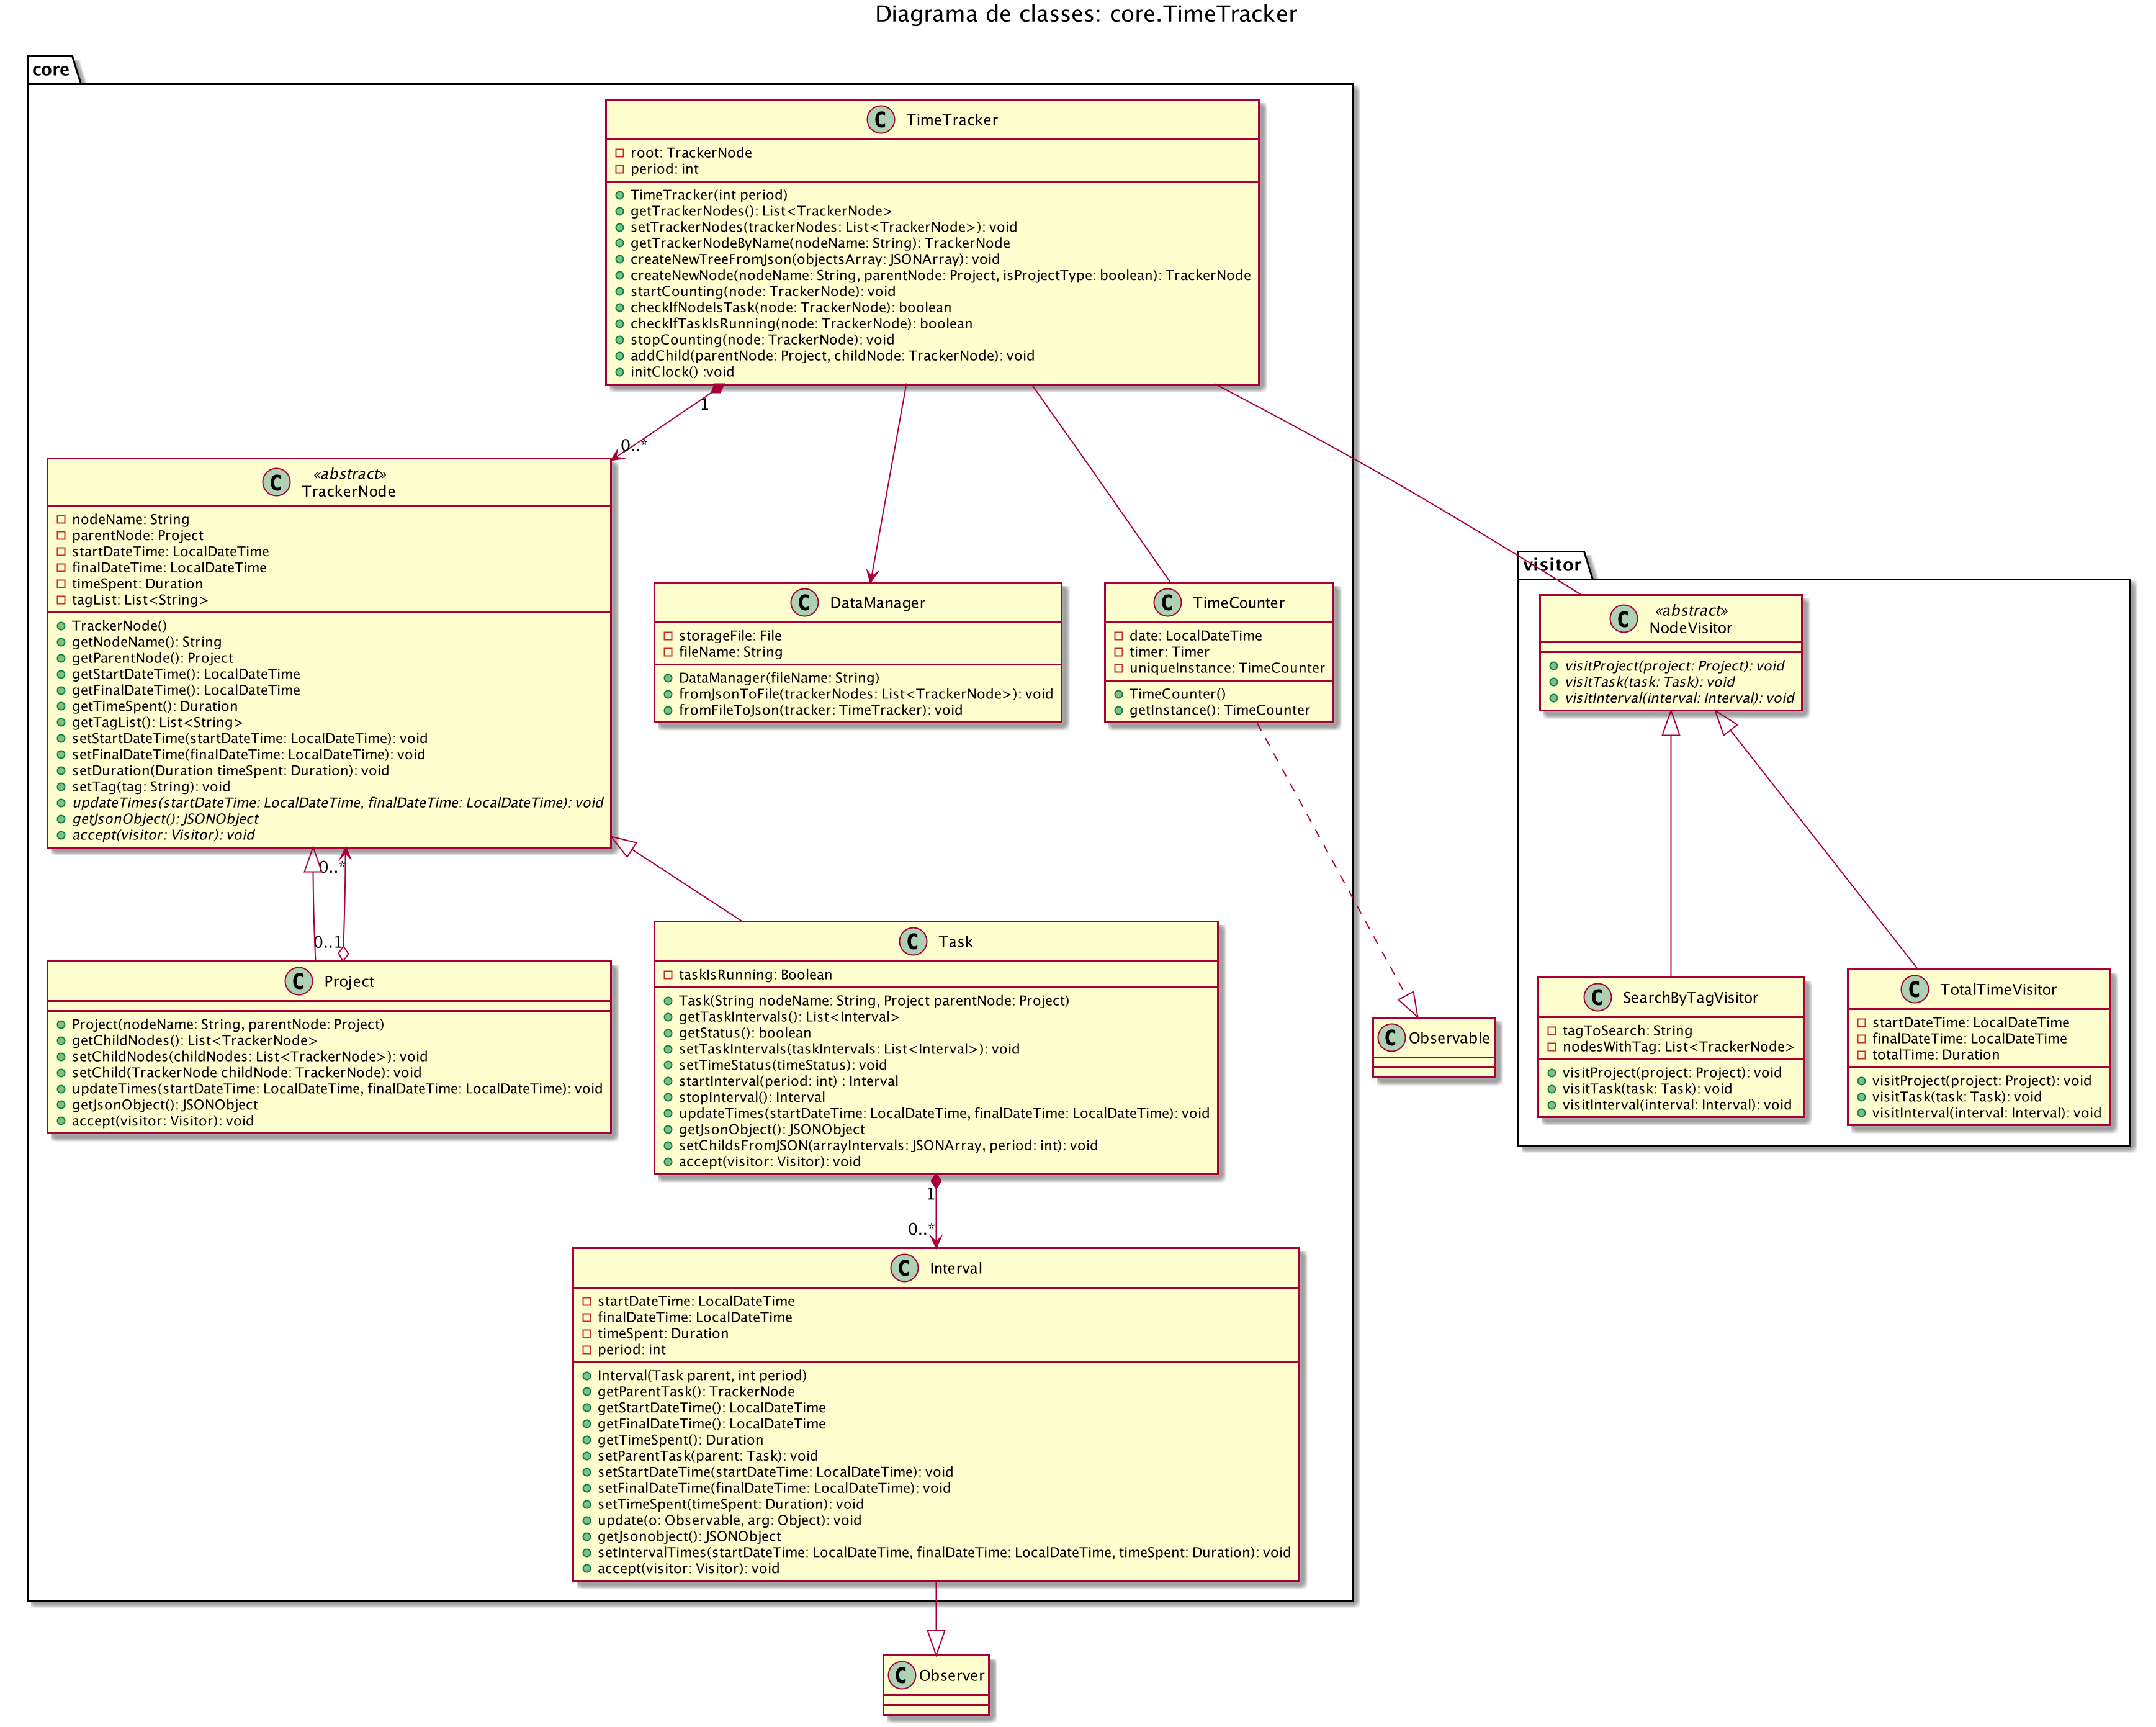 Diagrama de classes: core.TimeTracker
core
C TimeTracker
root: TrackerNode
period: int
TimeTracker(int period)
getTrackerNodes(): List<TrackerNode>
setTrackerNodes(trackerNodes: List<TrackerNode>): void
getTrackerNodeByName(nodeName: String): TrackerNode
createNewTreeFromJson(objectsArray: JSONArray): void
createNewNode(nodeName: String, parentNode: Project, isProjectType: boolean): TrackerNode
startCounting(node: TrackerNode): void
checkIfNodeIsTask(node: TrackerNode): boolean
checkIfTaskIsRunning(node: TrackerNode): boolean
stopCounting(node: TrackerNode): void
addChild(parentNode: Project, childNode: TrackerNode): void
initClock() :void
1
0..*
C «abstract»
TrackerNode
nodeName: String
parentNode: Project
startDateTime: LocalDateTime
finalDateTime: LocalDateTime
timeSpent: Duration
tagList: List<String>
TrackerNode()
getNodeName(): String
getParentNode(): Project
getStartDateTime(): LocalDateTime
getFinalDateTime(): LocalDateTime
getTimeSpent(): Duration
getTagList(): List<String>
setStartDateTime(startDateTime: LocalDateTime): void
setFinalDateTime(finalDateTime: LocalDateTime): void
setDuration(Duration timeSpent: Duration): void
setTag(tag: String): void
updateTimes(startDateTime: LocalDateTime, finalDateTime: LocalDateTime): void
getJsonObject(): JSONObject
accept(visitor: Visitor): void
C DataManager
storageFile: File
fileName: String
DataManager(fileName: String)
fromJsonToFile(trackerNodes: List<TrackerNode>): void
fromFileToJson(tracker: TimeTracker): void
C TimeCounter
date: LocalDateTime
timer: Timer
uniqueInstance: TimeCounter
TimeCounter()
getInstance(): TimeCounter
visitor
C «abstract»
NodeVisitor
visitProject(project: Project): void
visitTask(task: Task): void
visitInterval(interval: Interval): void
0..*
0..1
C Project
Project(nodeName: String, parentNode: Project)
getChildNodes(): List<TrackerNode>
setChildNodes(childNodes: List<TrackerNode>): void
setChild(TrackerNode childNode: TrackerNode): void
updateTimes(startDateTime: LocalDateTime, finalDateTime: LocalDateTime): void
getJsonObject(): JSONObject
accept(visitor: Visitor): void
C Task
taskIsRunning: Boolean
Task(String nodeName: String, Project parentNode: Project)
getTaskIntervals(): List<Interval>
getStatus(): boolean
setTaskIntervals(taskIntervals: List<Interval>): void
setTimeStatus(timeStatus): void
startInterval(period: int) : Interval
stopInterval(): Interval
updateTimes(startDateTime: LocalDateTime, finalDateTime: LocalDateTime): void
getJsonObject(): JSONObject
setChildsFromJSON(arrayIntervals: JSONArray, period: int): void
accept(visitor: Visitor): void
C Observable
C SearchByTagVisitor
tagToSearch: String
nodesWithTag: List<TrackerNode>
visitProject(project: Project): void
visitTask(task: Task): void
visitInterval(interval: Interval): void
C TotalTimeVisitor
startDateTime: LocalDateTime
finalDateTime: LocalDateTime
totalTime: Duration
visitProject(project: Project): void
visitTask(task: Task): void
visitInterval(interval: Interval): void
1
0..*
C Interval
startDateTime: LocalDateTime
finalDateTime: LocalDateTime
timeSpent: Duration
period: int
Interval(Task parent, int period)
getParentTask(): TrackerNode
getStartDateTime(): LocalDateTime
getFinalDateTime(): LocalDateTime
getTimeSpent(): Duration
setParentTask(parent: Task): void
setStartDateTime(startDateTime: LocalDateTime): void
setFinalDateTime(finalDateTime: LocalDateTime): void
setTimeSpent(timeSpent: Duration): void
update(o: Observable, arg: Object): void
getJsonobject(): JSONObject
setIntervalTimes(startDateTime: LocalDateTime, finalDateTime: LocalDateTime, timeSpent: Duration): void
accept(visitor: Visitor): void
C Observer